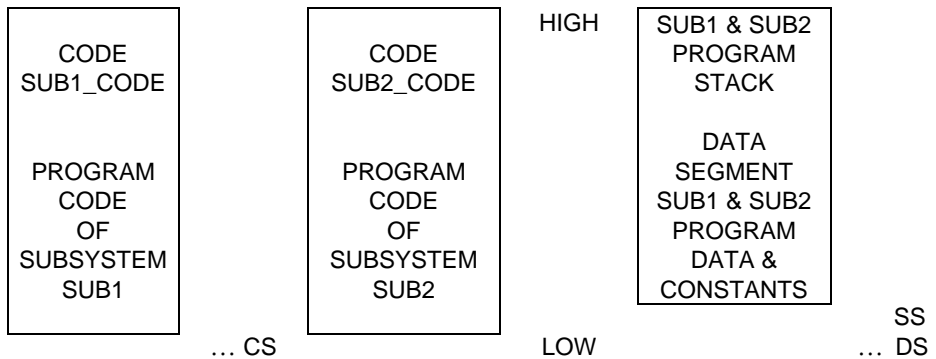 CODE
SUB1_CODE
PROGRAM
CODE
OF
SUBSYSTEM
SUB1
… CS
CODE
SUB2_CODE
PROGRAM
CODE
OF
SUBSYSTEM
SUB2
HIGH
LOW
SUB1 & SUB2
PROGRAM
STACK
DATA
SEGMENT
SUB1 & SUB2
PROGRAM
DATA &
CONSTANTS
SS
… DS